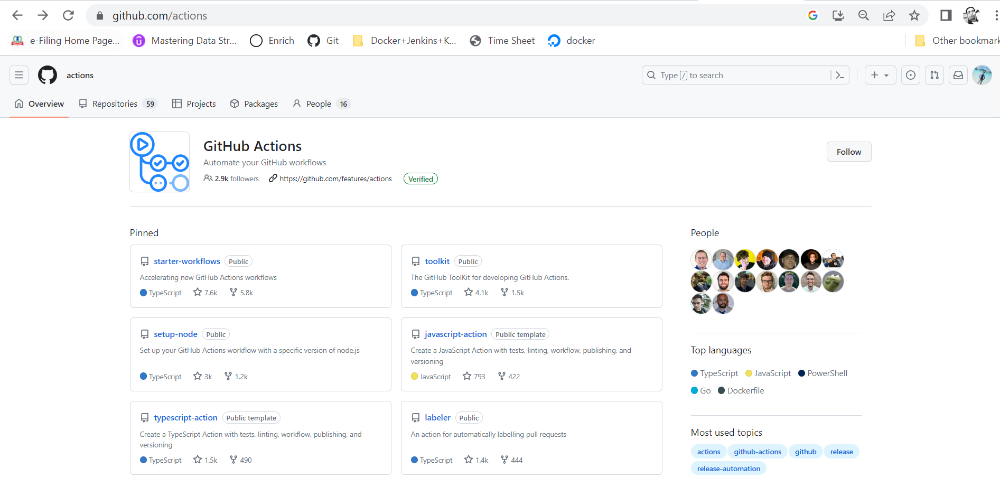 github.com/actions
e-Filing Home Page... Mastering Data Str... Enrich Git Docker+Jenkins+K... Time Sheet docker Other bookmark
actions Type / to search
Overview Repositories 59 Projects Packages People 16
GitHub Actions
Automate your GitHub workflows
2.9k followers https://github.com/features/actions Verified
Follow
Pinned
starter-workflows Public
Accelerating new GitHub Actions workflows
TypeScript 7.6k 5.8k
toolkit Public
The GitHub ToolKit for developing GitHub Actions.
TypeScript 4.1k 1.5k
setup-node Public
Set up your GitHub Actions workflow with a specific version of node.js
TypeScript 3k 1.2k
javascript-action Public template
Create a JavaScript Action with tests, linting, workflow, publishing, and
versioning
JavaScript 793 422
typescript-action Public template
Create a TypeScript Action with tests, linting, workflow, publishing, and
versioning
TypeScript 1.5k 490
labeler Public
An action for automatically labelling pull requests
TypeScript 1.4k 444
People
Top languages
TypeScript JavaScript PowerShell
Go Dockerfile
Most used topics
actions github-actions github release
release-automation